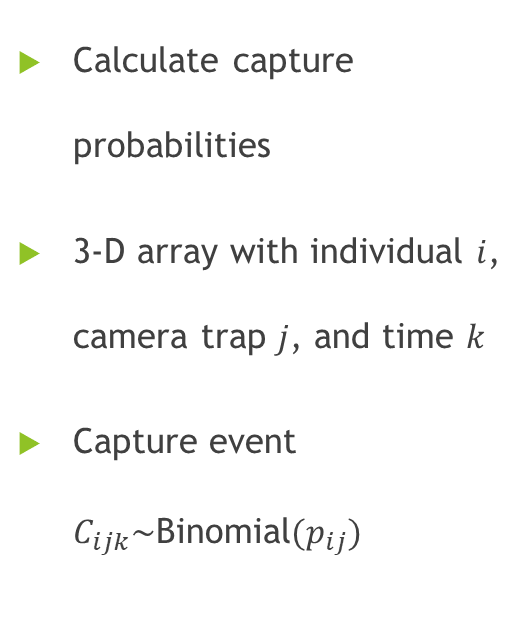 Calculate capture
probabilities
3-D array with individual 𝑖,
camera trap 𝑗, and time 𝑘
Capture event
𝐶ᵢⱼₖ~Binomial(𝑝ᵢⱼ)